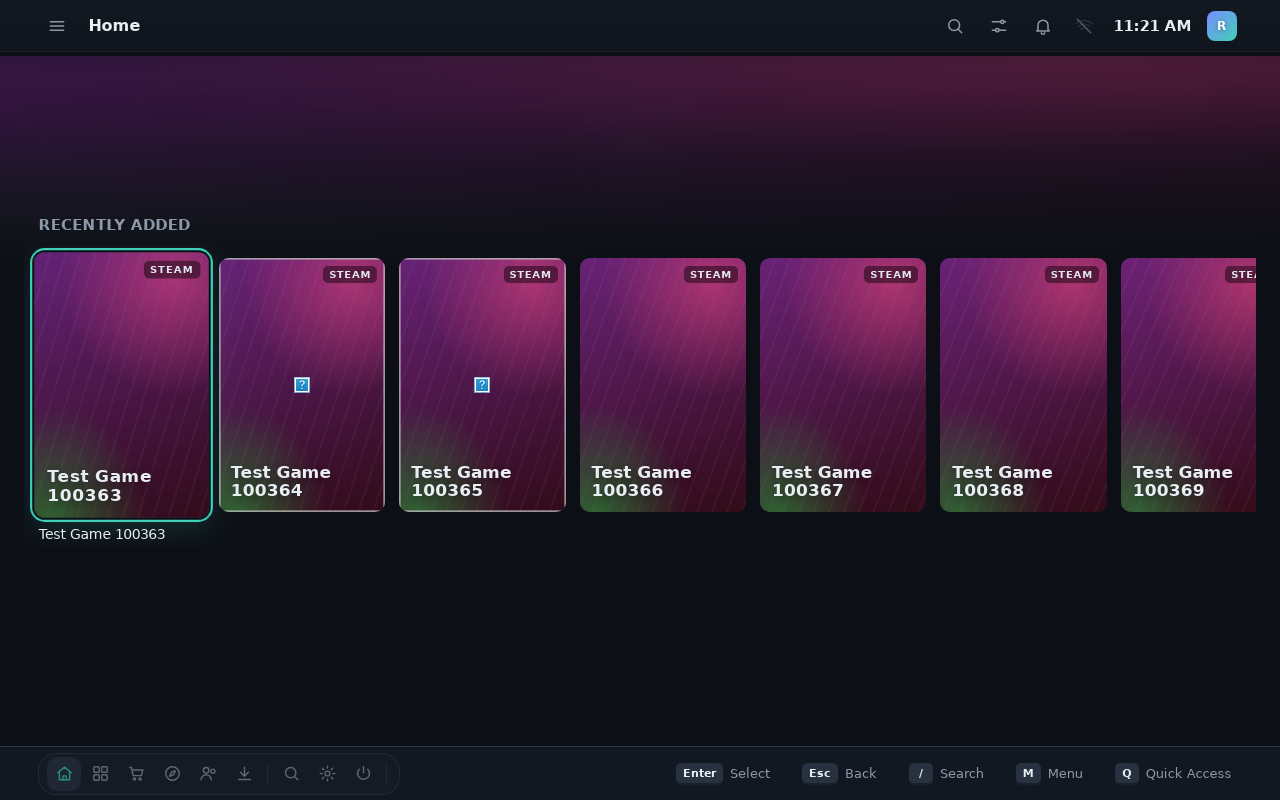 Home
11:21 AM
R
RECENTLY ADDED
STEAM
Test Game
100363
Test Game 100363
STEAM
?
Test Game
100364
STEAM
?
Test Game
100365
STEAM
Test Game
100366
STEAM
Test Game
100367
STEAM
Test Game
100368
Test Game
100369
Enter Select
Esc Back
/ Search
M Menu
Q Quick Access